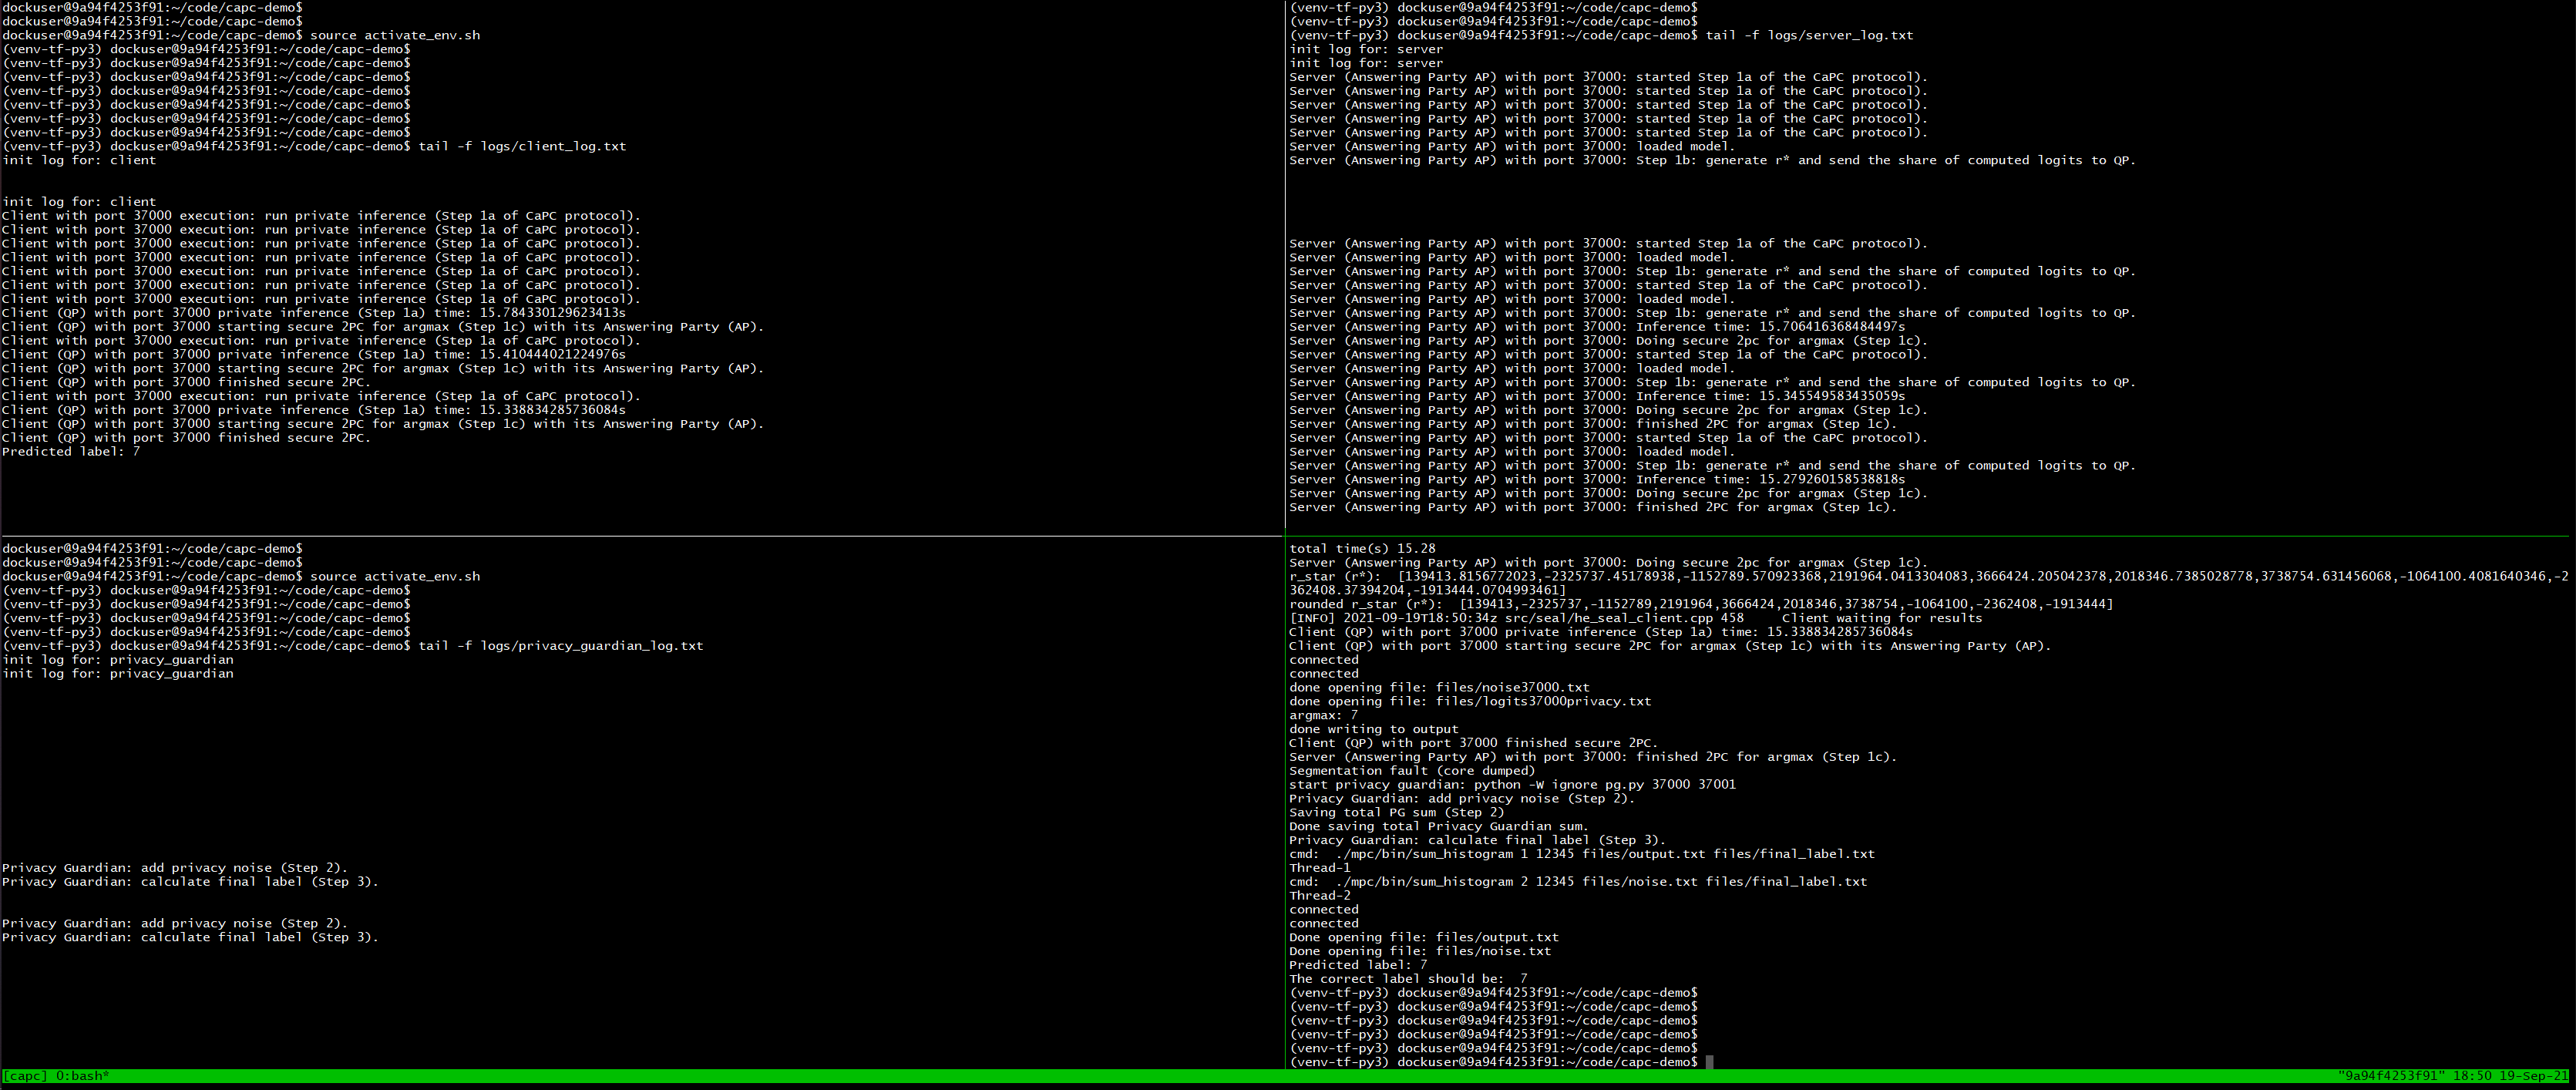 dockuser@9a94f4253f91:~/code/capc-demo$
dockuser@9a94f4253f91:~/code/capc-demo$
dockuser@9a94f4253f91:~/code/capc-demo$ source activate_env.sh
(venv-tf-py3) dockuser@9a94f4253f91:~/code/capc-demo$
(venv-tf-py3) dockuser@9a94f4253f91:~/code/capc-demo$
(venv-tf-py3) dockuser@9a94f4253f91:~/code/capc-demo$
(venv-tf-py3) dockuser@9a94f4253f91:~/code/capc-demo$
(venv-tf-py3) dockuser@9a94f4253f91:~/code/capc-demo$
(venv-tf-py3) dockuser@9a94f4253f91:~/code/capc-demo$
(venv-tf-py3) dockuser@9a94f4253f91:~/code/capc-demo$
(venv-tf-py3) dockuser@9a94f4253f91:~/code/capc-demo$ tail -f logs/client_log.txt
init log for: client
init log for: client
Client with port 37000 execution: run private inference (Step 1a of CaPC protocol).
Client with port 37000 execution: run private inference (Step 1a of CaPC protocol).
Client with port 37000 execution: run private inference (Step 1a of CaPC protocol).
Client with port 37000 execution: run private inference (Step 1a of CaPC protocol).
Client with port 37000 execution: run private inference (Step 1a of CaPC protocol).
Client with port 37000 execution: run private inference (Step 1a of CaPC protocol).
Client with port 37000 execution: run private inference (Step 1a of CaPC protocol).
Client (QP) with port 37000 private inference (Step 1a) time: 15.784330129623413s
Client (QP) with port 37000 starting secure 2PC for argmax (Step 1c) with its Answering Party (AP).
Client with port 37000 execution: run private inference (Step 1a of CaPC protocol).
Client (QP) with port 37000 private inference (Step 1a) time: 15.410444021224976s
Client (QP) with port 37000 starting secure 2PC for argmax (Step 1c) with its Answering Party (AP).
Client (QP) with port 37000 finished secure 2PC.
Client with port 37000 execution: run private inference (Step 1a of CaPC protocol).
Client (QP) with port 37000 private inference (Step 1a) time: 15.338834285736084s
Client (QP) with port 37000 starting secure 2PC for argmax (Step 1c) with its Answering Party (AP).
Client (QP) with port 37000 finished secure 2PC.
Predicted label: 7
(venv-tf-py3) dockuser@9a94f4253f91:~/code/capc-demo$
(venv-tf-py3) dockuser@9a94f4253f91:~/code/capc-demo$
(venv-tf-py3) dockuser@9a94f4253f91:~/code/capc-demo$ tail -f logs/server_log.txt
init log for: server
init log for: server
Server (Answering Party AP) with port 37000: started Step 1a of the CaPC protocol).
Server (Answering Party AP) with port 37000: started Step 1a of the CaPC protocol).
Server (Answering Party AP) with port 37000: started Step 1a of the CaPC protocol).
Server (Answering Party AP) with port 37000: started Step 1a of the CaPC protocol).
Server (Answering Party AP) with port 37000: started Step 1a of the CaPC protocol).
Server (Answering Party AP) with port 37000: loaded model.
Server (Answering Party AP) with port 37000: Step 1b: generate r* and send the share of computed logits to QP.
Server (Answering Party AP) with port 37000: started Step 1a of the CaPC protocol).
Server (Answering Party AP) with port 37000: loaded model.
Server (Answering Party AP) with port 37000: Step 1b: generate r* and send the share of computed logits to QP.
Server (Answering Party AP) with port 37000: started Step 1a of the CaPC protocol).
Server (Answering Party AP) with port 37000: loaded model.
Server (Answering Party AP) with port 37000: Step 1b: generate r* and send the share of computed logits to QP.
Server (Answering Party AP) with port 37000: Inference time: 15.706416368484497s
Server (Answering Party AP) with port 37000: Doing secure 2pc for argmax (Step 1c).
Server (Answering Party AP) with port 37000: started Step 1a of the CaPC protocol).
Server (Answering Party AP) with port 37000: loaded model.
Server (Answering Party AP) with port 37000: Step 1b: generate r* and send the share of computed logits to QP.
Server (Answering Party AP) with port 37000: Inference time: 15.345549583435059s
Server (Answering Party AP) with port 37000: Doing secure 2pc for argmax (Step 1c).
Server (Answering Party AP) with port 37000: finished 2PC for argmax (Step 1c).
Server (Answering Party AP) with port 37000: started Step 1a of the CaPC protocol).
Server (Answering Party AP) with port 37000: loaded model.
Server (Answering Party AP) with port 37000: Step 1b: generate r* and send the share of computed logits to QP.
Server (Answering Party AP) with port 37000: Inference time: 15.279260158538818s
Server (Answering Party AP) with port 37000: Doing secure 2pc for argmax (Step 1c).
Server (Answering Party AP) with port 37000: finished 2PC for argmax (Step 1c).
dockuser@9a94f4253f91:~/code/capc-demo$
dockuser@9a94f4253f91:~/code/capc-demo$
dockuser@9a94f4253f91:~/code/capc-demo$ source activate_env.sh
(venv-tf-py3) dockuser@9a94f4253f91:~/code/capc-demo$
(venv-tf-py3) dockuser@9a94f4253f91:~/code/capc-demo$
(venv-tf-py3) dockuser@9a94f4253f91:~/code/capc-demo$
(venv-tf-py3) dockuser@9a94f4253f91:~/code/capc-demo$
(venv-tf-py3) dockuser@9a94f4253f91:~/code/capc-demo$ tail -f logs/privacy_guardian_log.txt
init log for: privacy_guardian
init log for: privacy_guardian
Privacy Guardian: add privacy noise (Step 2).
Privacy Guardian: calculate final label (Step 3).
Privacy Guardian: add privacy noise (Step 2).
Privacy Guardian: calculate final label (Step 3).
total time(s) 15.28
Server (Answering Party AP) with port 37000: Doing secure 2pc for argmax (Step 1c).
r_star (r*):  [139413.8156772023,-2325737.45178938,-1152789.570923368,2191964.0413304083,3666424.205042378,2018346.7385028778,3738754.631456068,-1064100.4081640346,-2
362408.37394204,-1913444.0704993461]
rounded r_star (r*):  [139413,-2325737,-1152789,2191964,3666424,2018346,3738754,-1064100,-2362408,-1913444]
[INFO] 2021-09-19T18:50:34z src/seal/he_seal_client.cpp 458     Client waiting for results
Client (QP) with port 37000 private inference (Step 1a) time: 15.338834285736084s
Client (QP) with port 37000 starting secure 2PC for argmax (Step 1c) with its Answering Party (AP).
connected
connected
done opening file: files/noise37000.txt
done opening file: files/logits37000privacy.txt
argmax: 7
done writing to output
Client (QP) with port 37000 finished secure 2PC.
Server (Answering Party AP) with port 37000: finished 2PC for argmax (Step 1c).
Segmentation fault (core dumped)
start privacy guardian: python -W ignore pg.py 37000 37001
Privacy Guardian: add privacy noise (Step 2).
Saving total PG sum (Step 2)
Done saving total Privacy Guardian sum.
Privacy Guardian: calculate final label (Step 3).
cmd:  ./mpc/bin/sum_histogram 1 12345 files/output.txt files/final_label.txt
Thread-1
cmd:  ./mpc/bin/sum_histogram 2 12345 files/noise.txt files/final_label.txt
Thread-2
connected
connected
Done opening file: files/output.txt
Done opening file: files/noise.txt
Predicted label: 7
The correct label should be:  7
(venv-tf-py3) dockuser@9a94f4253f91:~/code/capc-demo$
(venv-tf-py3) dockuser@9a94f4253f91:~/code/capc-demo$
(venv-tf-py3) dockuser@9a94f4253f91:~/code/capc-demo$
(venv-tf-py3) dockuser@9a94f4253f91:~/code/capc-demo$
(venv-tf-py3) dockuser@9a94f4253f91:~/code/capc-demo$
(venv-tf-py3) dockuser@9a94f4253f91:~/code/capc-demo$
[capc] 0:bash* "9a94f4253f91" 18:50 19-Sep-21